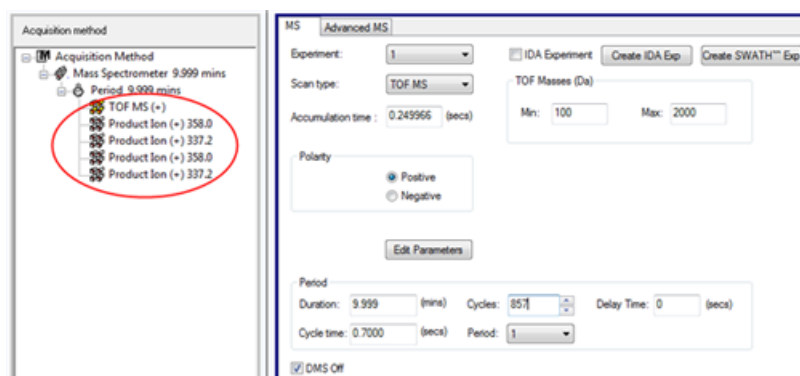 Acquisition method
Acquisition Method
Mass Spectrometer 9.999 mins
Period 9.999 mins
TOF MS (+)
Product Ion (+) 358.0
Product Ion (+) 337.2
Product Ion (+) 358.0
Product Ion (+) 337.2
MS Advanced MS
Experiment: 1 IDA Experiment Create IDA Exp Create SWATH™ Exp
Scan type: TOF MS TOF Masses (Da)
Accumulation time : 0.249966 (secs) Min: 100 Max: 2000
Polarity
Positive
Negative
Edit Parameters
Period
Duration: 9.999 (mins) Cycles: 857 Delay Time: 0 (secs)
Cycle time: 0.7000 (secs) Period: 1
DMS Off